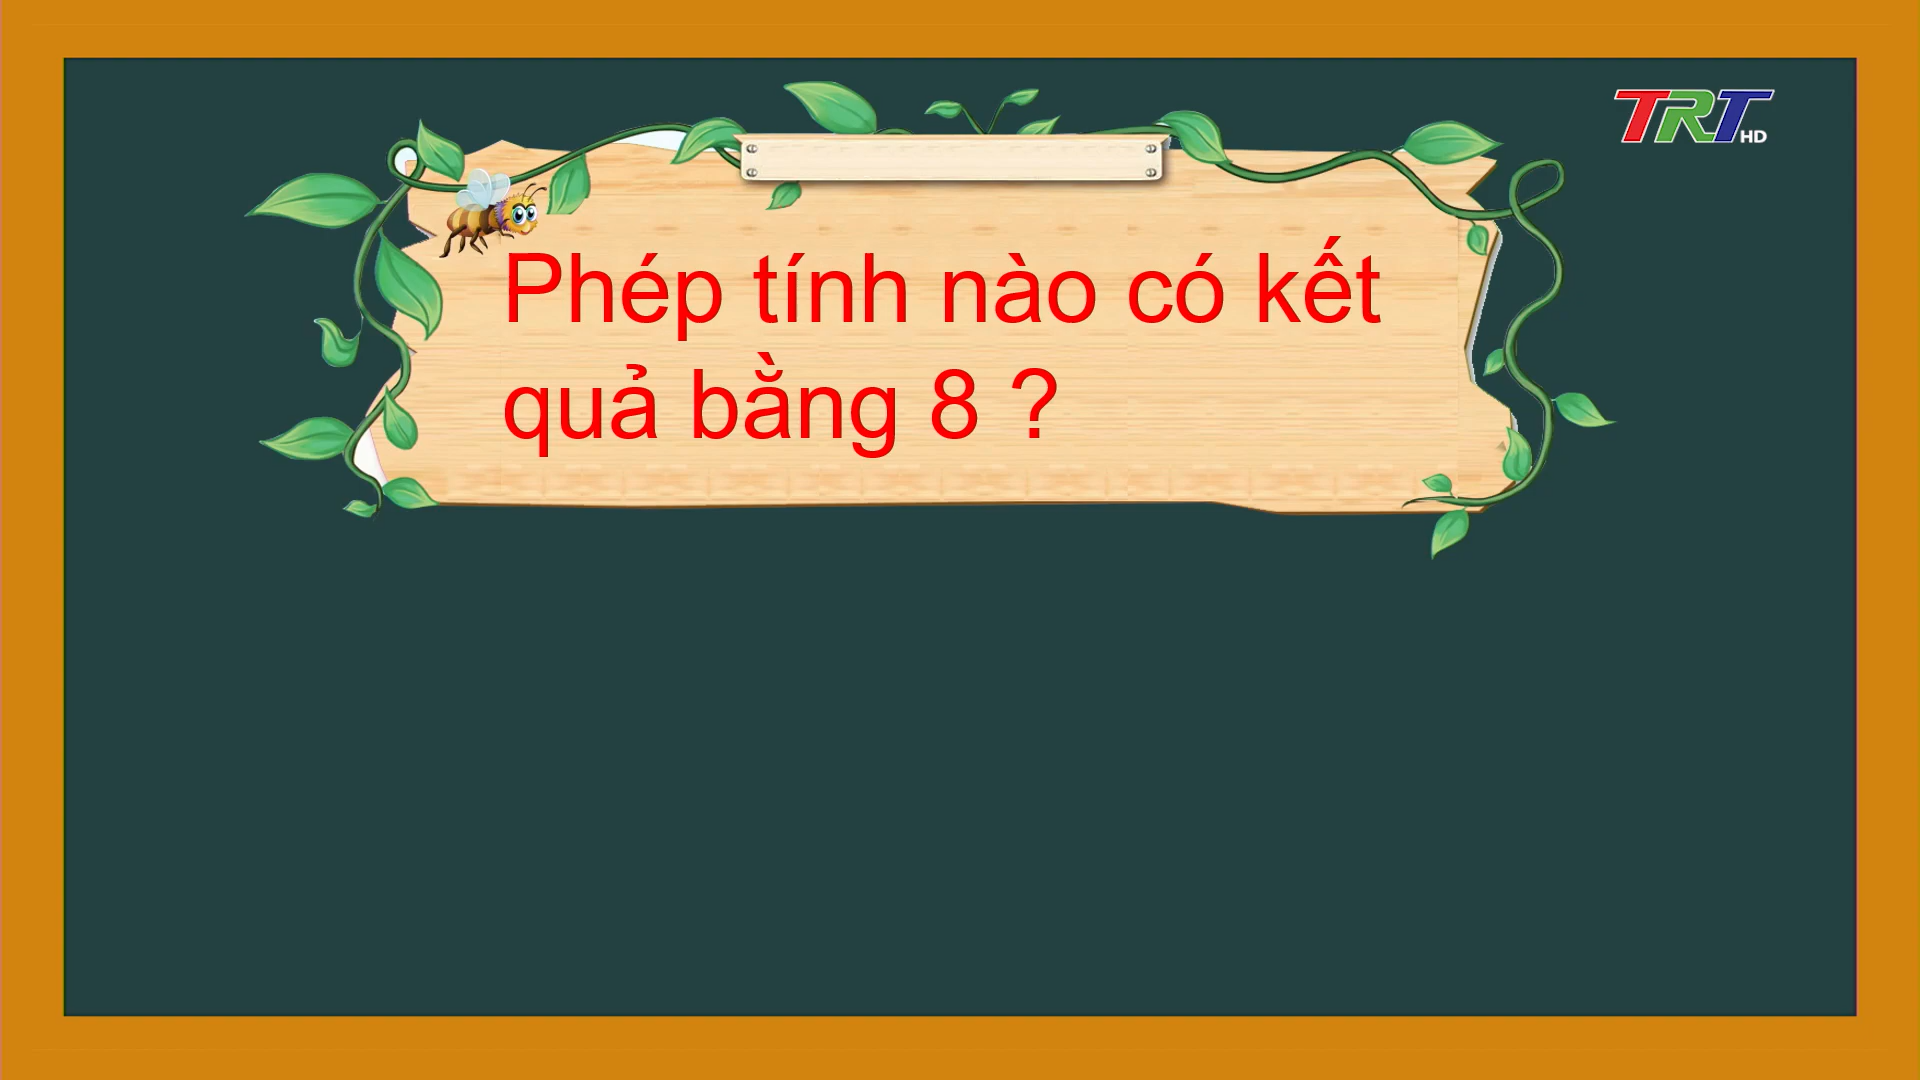 TRT HD
Phép tính nào có kết
quả bằng 8 ?